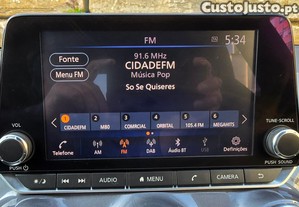 CustoJusto.pt
FM
5:34
Fonte
91.6 MHz
CIDADEFM
Menu FM
Música Pop
So Se Quiseres
1 2 3 4 5 6
CIDADEFM M80 COMRCIAL ORBITAL 105.4 FM MEGAHITS
Telefone AM FM DAB Áudio BT USB Definições
VOL
TUNE·SCROLL
PUSH
PUSH SOUND
AUDIO
MENU
CAMERA